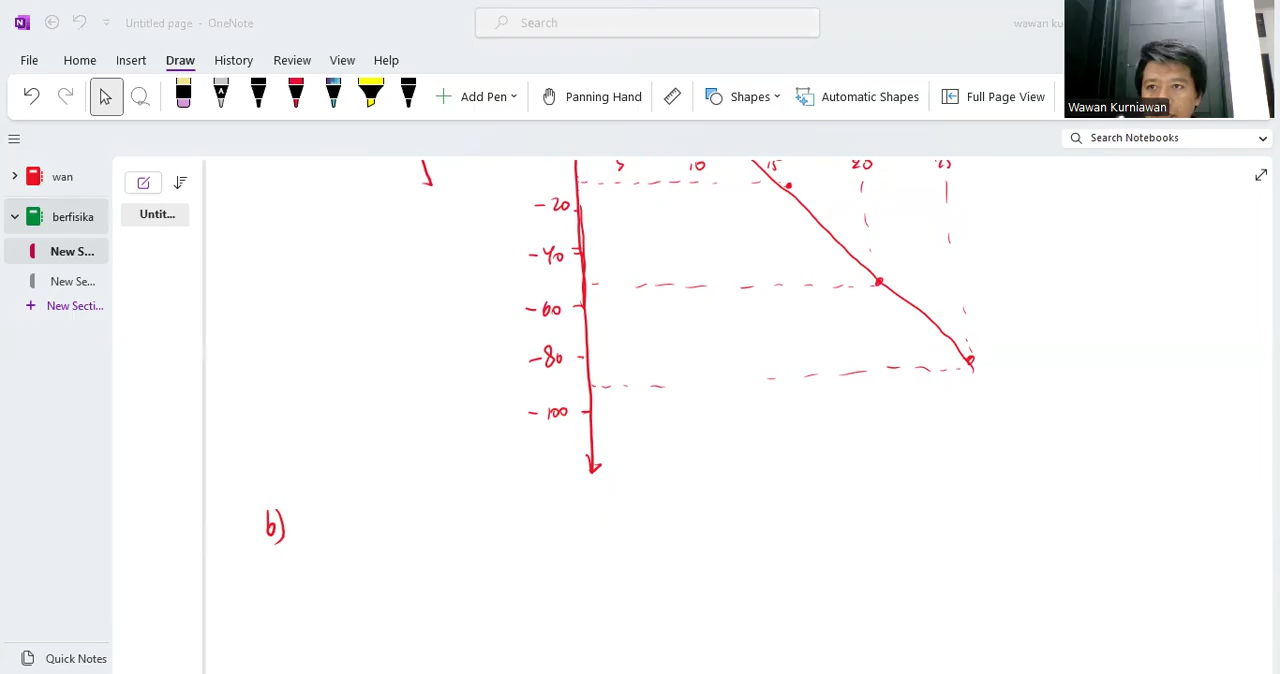 Untitled page - OneNote
Search
wawan ku
File Home Insert Draw History Review View Help
Wawan Kurniawan
Add Pen
Panning Hand
Shapes
Automatic Shapes
Full Page View
Search Notebooks
wan
berfisika
Untit...
New S...
New Se...
New Secti...
5 10 15 20 25
-20
-40
-60
-80
-100
b)
Quick Notes